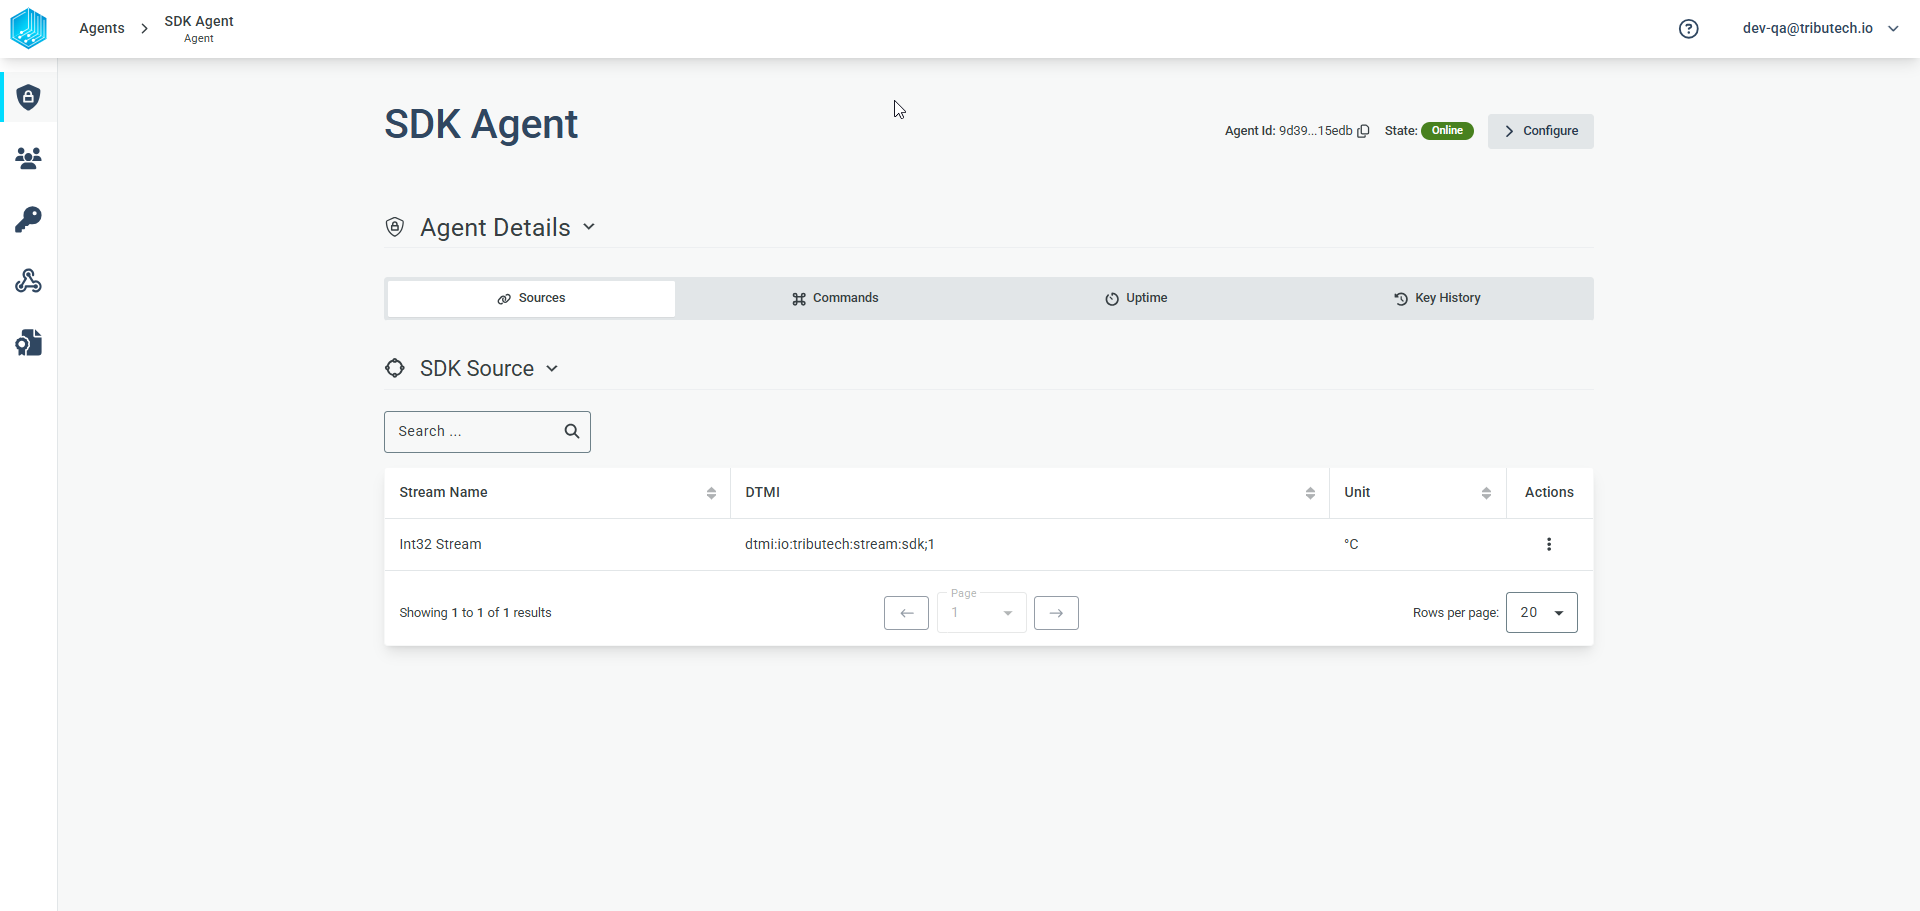 Agents
SDK Agent
Agent
dev-qa@tributech.io
SDK Agent
Agent Id: 9d39...15edb
State: Online
Configure
Agent Details
Sources
Commands
Uptime
Key History
SDK Source
Search ...
Stream Name
DTMI
Unit
Actions
Int32 Stream
dtmi:io:tributech:stream:sdk;1
°C
Showing 1 to 1 of 1 results
Page
1
Rows per page:
20